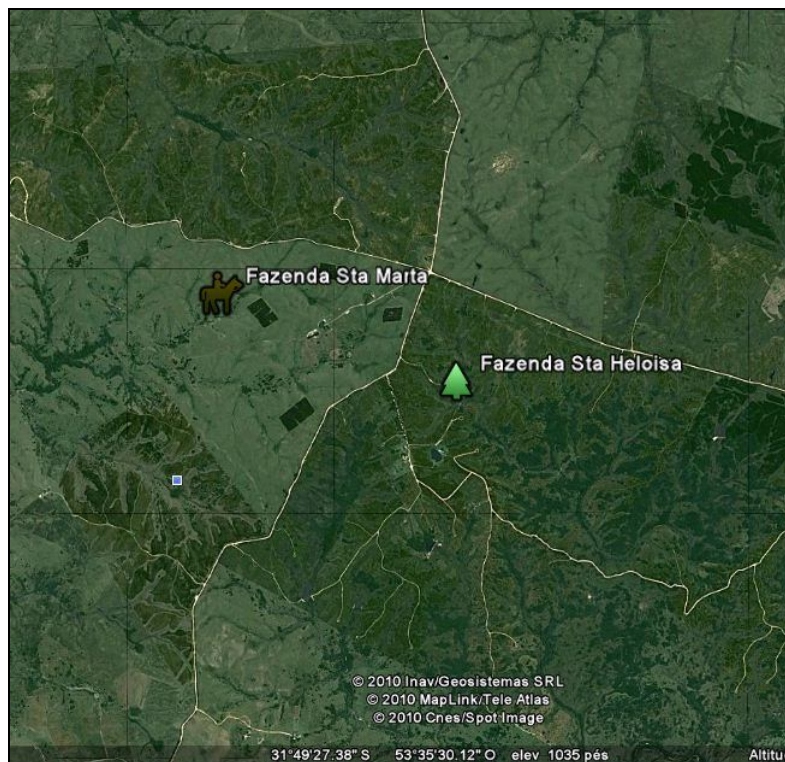 Fazenda Sta Marta
Fazenda Sta Heloisa
© 2010 Inav/Geosistemas SRL
© 2010 MapLink/Tele Atlas
© 2010 Cnes/Spot Image
31°49'27.38" S 53°35'30.12" O elev 1035 pés Altitu